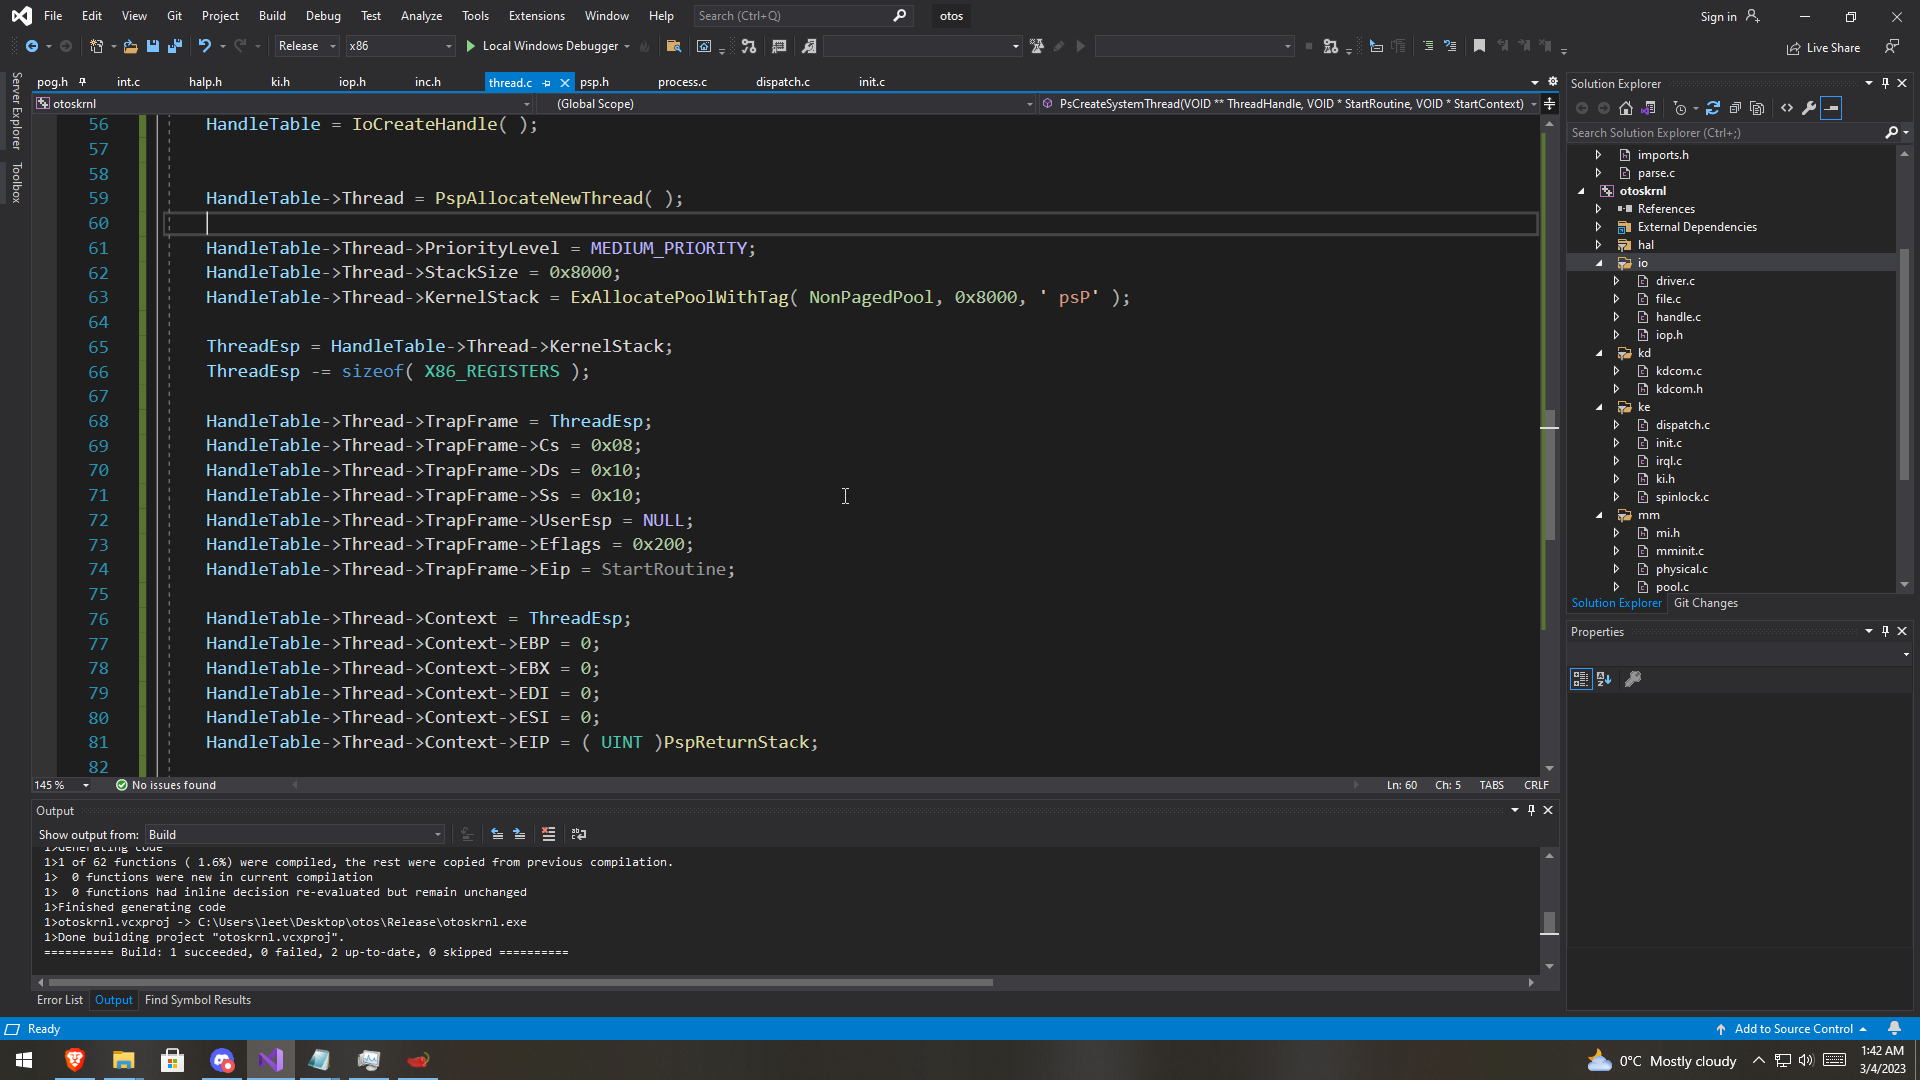 File Edit View Git Project Build Debug Test Analyze Tools Extensions Window Help Search (Ctrl+Q) otos Sign in
Release x86 Local Windows Debugger Live Share
Server Explorer
Toolbox
pog.h int.c halp.h ki.h iop.h inc.h thread.c psp.h process.c dispatch.c init.c
otoskrnl (Global Scope) PsCreateSystemThread(VOID ** ThreadHandle, VOID * StartRoutine, VOID * StartContext)
56 HandleTable = IoCreateHandle( );
57
58
59 HandleTable->Thread = PspAllocateNewThread( );
60
61 HandleTable->Thread->PriorityLevel = MEDIUM_PRIORITY;
62 HandleTable->Thread->StackSize = 0x8000;
63 HandleTable->Thread->KernelStack = ExAllocatePoolWithTag( NonPagedPool, 0x8000, ' psP' );
64
65 ThreadEsp = HandleTable->Thread->KernelStack;
66 ThreadEsp -= sizeof( X86_REGISTERS );
67
68 HandleTable->Thread->TrapFrame = ThreadEsp;
69 HandleTable->Thread->TrapFrame->Cs = 0x08;
70 HandleTable->Thread->TrapFrame->Ds = 0x10;
71 HandleTable->Thread->TrapFrame->Ss = 0x10;
72 HandleTable->Thread->TrapFrame->UserEsp = NULL;
73 HandleTable->Thread->TrapFrame->Eflags = 0x200;
74 HandleTable->Thread->TrapFrame->Eip = StartRoutine;
75
76 HandleTable->Thread->Context = ThreadEsp;
77 HandleTable->Thread->Context->EBP = 0;
78 HandleTable->Thread->Context->EBX = 0;
79 HandleTable->Thread->Context->EDI = 0;
80 HandleTable->Thread->Context->ESI = 0;
81 HandleTable->Thread->Context->EIP = ( UINT )PspReturnStack;
82
145 % No issues found Ln: 60 Ch: 5 TABS CRLF
Output
Show output from: Build
1>Generating code
1>1 of 62 functions ( 1.6%) were compiled, the rest were copied from previous compilation.
1>  0 functions were new in current compilation
1>  0 functions had inline decision re-evaluated but remain unchanged
1>Finished generating code
1>otoskrnl.vcxproj -> C:\Users\leet\Desktop\otos\Release\otoskrnl.exe
1>Done building project "otoskrnl.vcxproj".
========== Build: 1 succeeded, 0 failed, 2 up-to-date, 0 skipped ==========
Error List Output Find Symbol Results
Solution Explorer
Search Solution Explorer (Ctrl+;)
imports.h
parse.c
otoskrnl
References
External Dependencies
hal
io
driver.c
file.c
handle.c
iop.h
kd
kdcom.c
kdcom.h
ke
dispatch.c
init.c
irql.c
ki.h
spinlock.c
mm
mi.h
mminit.c
physical.c
pool.c
Solution Explorer Git Changes
Properties
Ready Add to Source Control
0°C Mostly cloudy
1:42 AM
3/4/2023